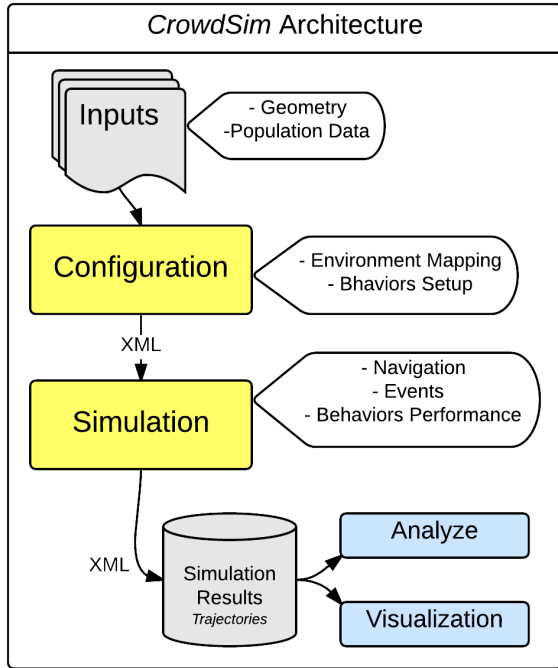 CrowdSim Architecture
Inputs
- Geometry
-Population Data
Configuration
- Environment Mapping
- Bhaviors Setup
XML
Simulation
- Navigation
- Events
- Behaviors Performance
XML
Simulation
Results
Trajectories
Analyze
Visualization